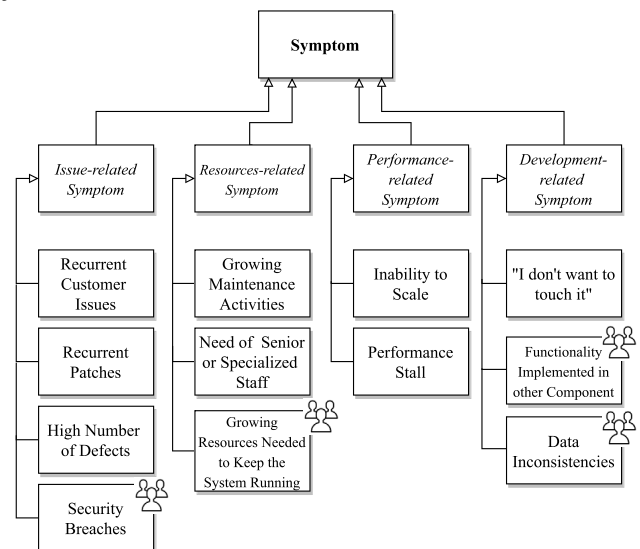 Symptom
Issue-related
Symptom
Resources-related
Symptom
Performance-
related
Symptom
Development-
related
Symptom
Recurrent
Customer
Issues
Growing
Maintenance
Activities
Inability to
Scale
"I don't want to
touch it"
Recurrent
Patches
Need of Senior
or Specialized
Staff
Performance
Stall
Functionality
Implemented in
other Component
High Number
of Defects
Growing
Resources Needed
to Keep the
System Running
Data
Inconsistencies
Security
Breaches